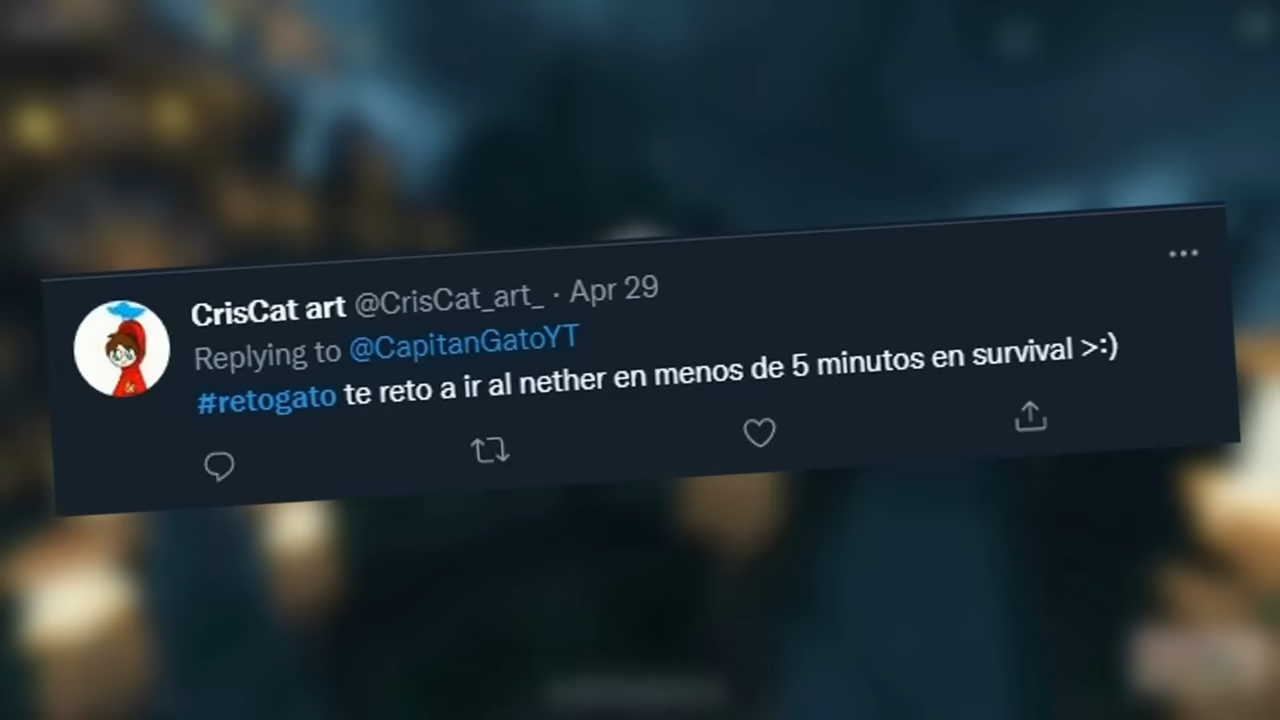 CrisCat art @CrisCat_art_ · Apr 29
Replying to @CapitanGatoYT
#retogato te reto a ir al nether en menos de 5 minutos en survival >:)